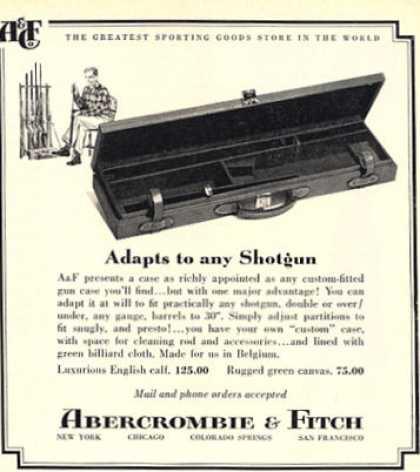 A&F Co
THE GREATEST SPORTING GOODS STORE IN THE WORLD
Adapts to any Shotgun
A&F presents a case as richly appointed as any custom-fitted
gun case you'll find...but with one major advantage! You can
adapt it at will to fit practically any shotgun, double or over/
under, any gauge, barrels to 30". Simply adjust partitions to
fit snugly, and presto!...you have your own "custom" case,
with space for cleaning rod and accessories...and lined with
green billiard cloth. Made for us in Belgium.
Luxurious English calf. 125.00 Rugged green canvas. 75.00
Mail and phone orders accepted
ABERCROMBIE & FITCH
NEW YORK CHICAGO COLORADO SPRINGS SAN FRANCISCO